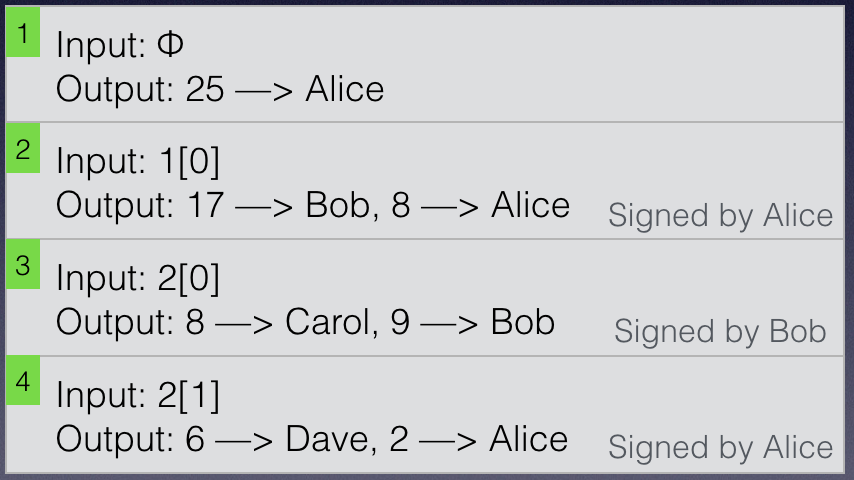 1
Input: Φ
Output: 25 —> Alice
2
Input: 1[0]
Output: 17 —> Bob, 8 —> Alice
Signed by Alice
3
Input: 2[0]
Output: 8 —> Carol, 9 —> Bob
Signed by Bob
4
Input: 2[1]
Output: 6 —> Dave, 2 —> Alice
Signed by Alice